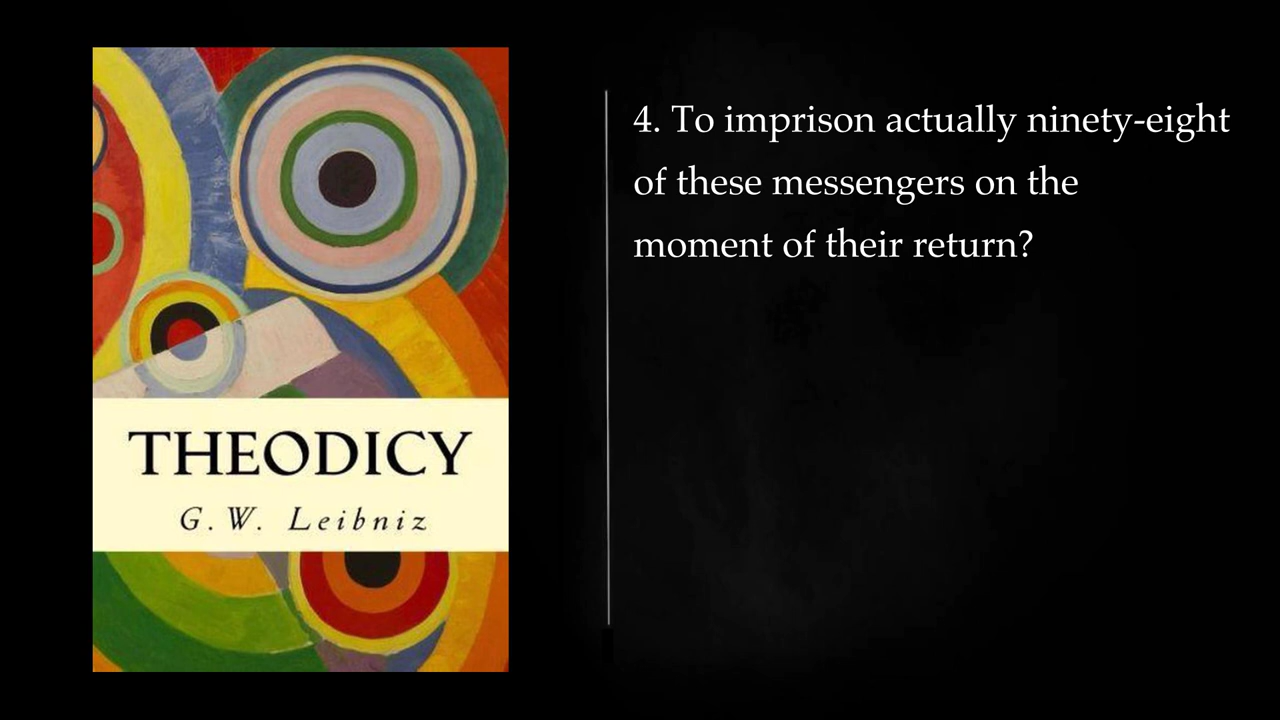 THEODICY
G. W. Leibniz
4. To imprison actually ninety-eight
of these messengers on the
moment of their return?